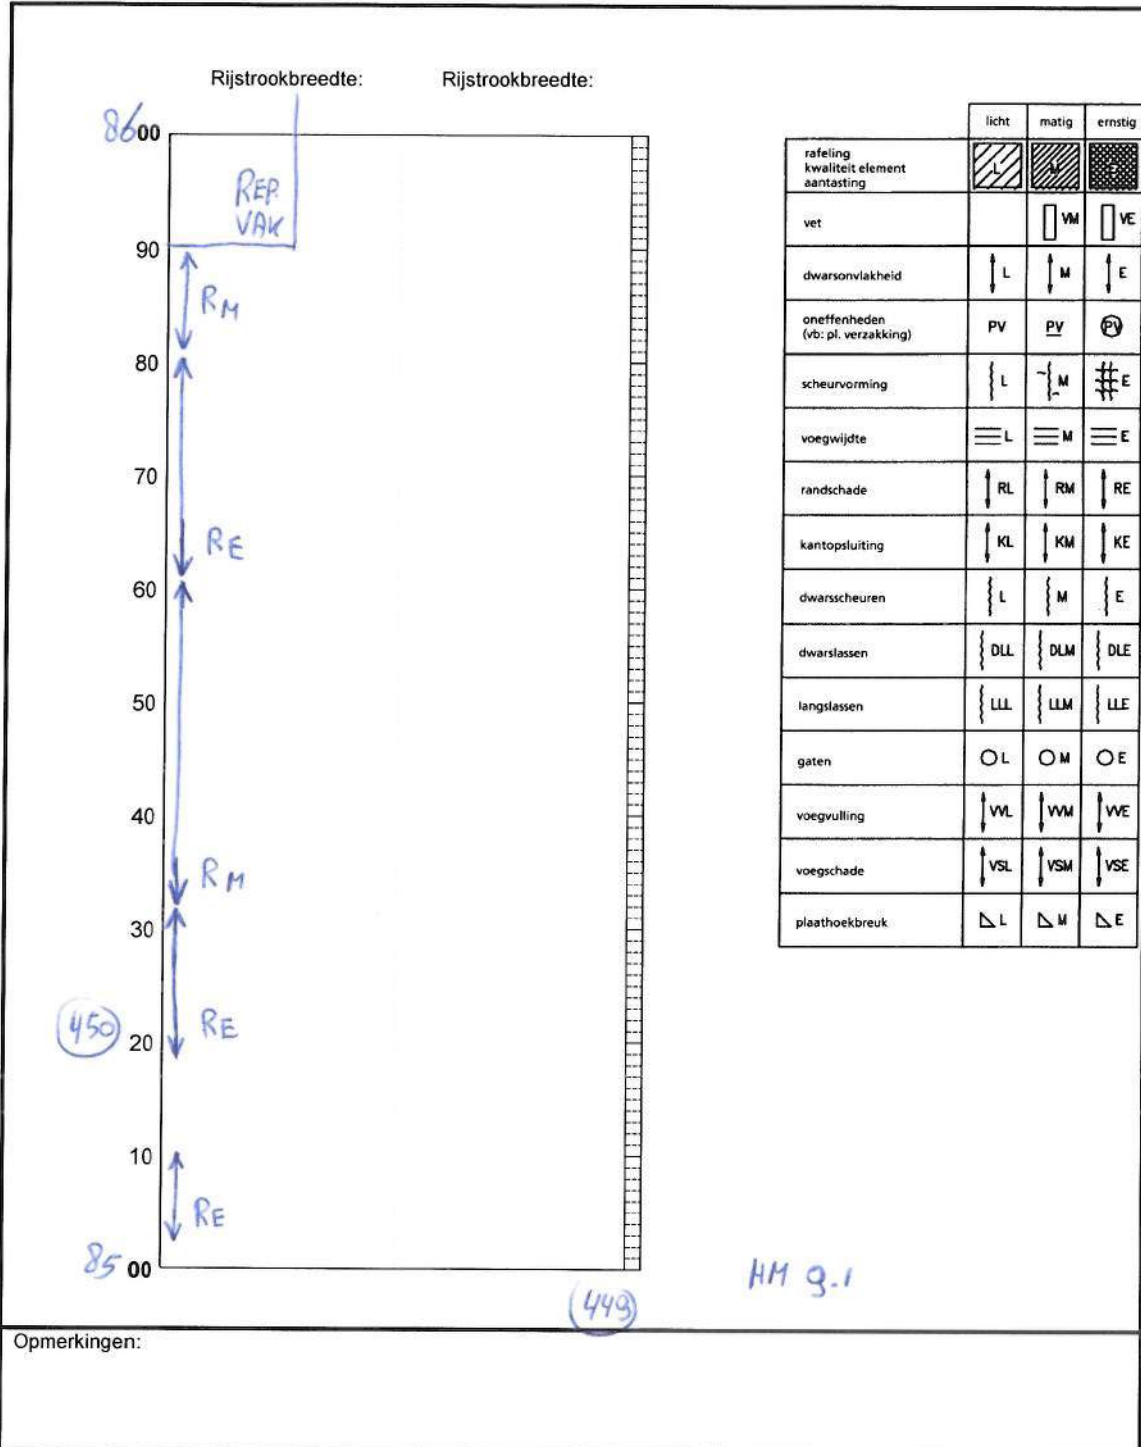 Rijstrookbreedte: Rijstrookbreedte:
8600
REP.
VAK
90
RM
80
70
RE
60
50
40
RM
30
450
RE
20
10
RE
85 00
449
HM 9.1
licht matig ernstig
rafeling
kwaliteit element
aantasting
L M E
vet
VM VE
dwarsonvlakheid
L M E
oneffenheden
(vb: pl. verzakking)
PV PV PV
scheurvorming
L M E
voegwijdte
L M E
randschade
RL RM RE
kantopsluiting
KL KM KE
dwarsscheuren
L M E
dwarslassen
DLL DLM DLE
langslassen
LLL LLM LLE
gaten
L M E
voegvulling
VVL VVM VVE
voegschade
VSL VSM VSE
plaathoekbreuk
L M E
Opmerkingen: